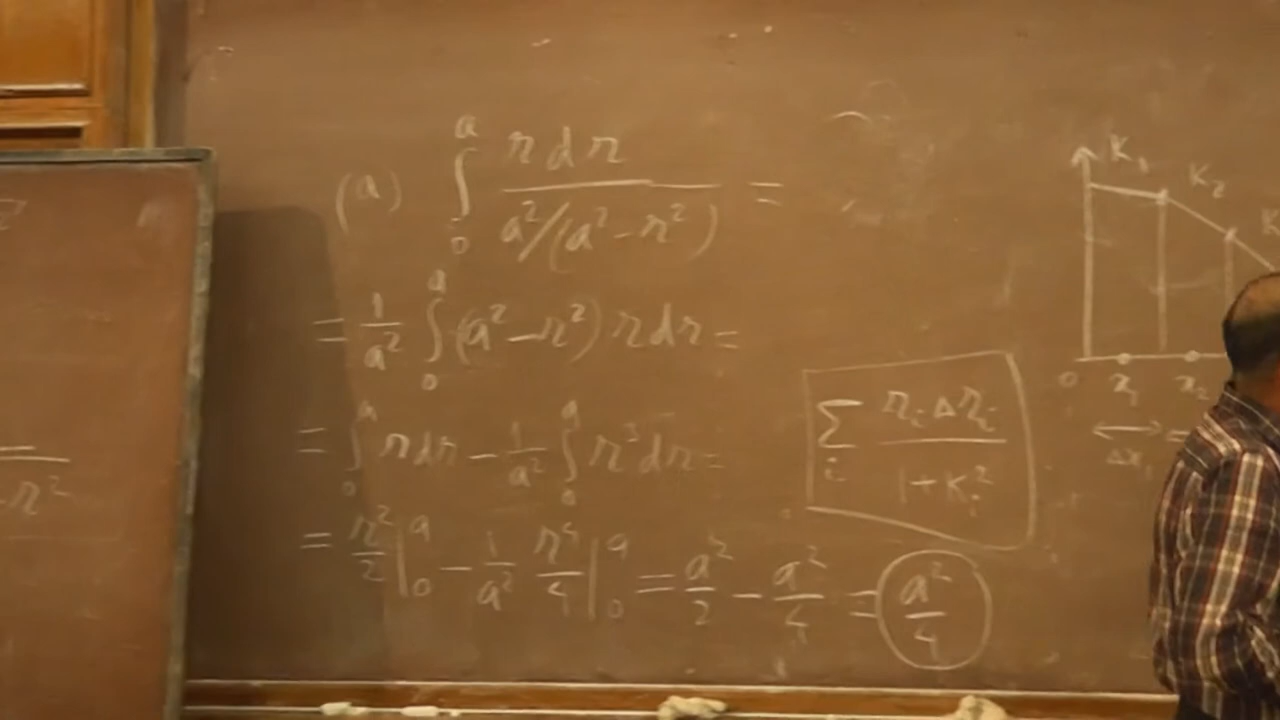 (a) ∫₀ᵃ r dr / (a²/(a² - r²)) =
= 1/a² ∫₀ᵃ (a² - r²) r dr =
= ∫₀ᵃ r dr - 1/a² ∫₀ᵃ r³ dr =
= r²/2 |₀ᵃ - 1/a² r⁴/4 |₀ᵃ = a²/2 - a²/4 = a²/4
∑ᵢ rᵢ Δrᵢ / (1 + Kᵢ²)
K₁ K₂ K
0 x₁ x₂
Δx₁
r²